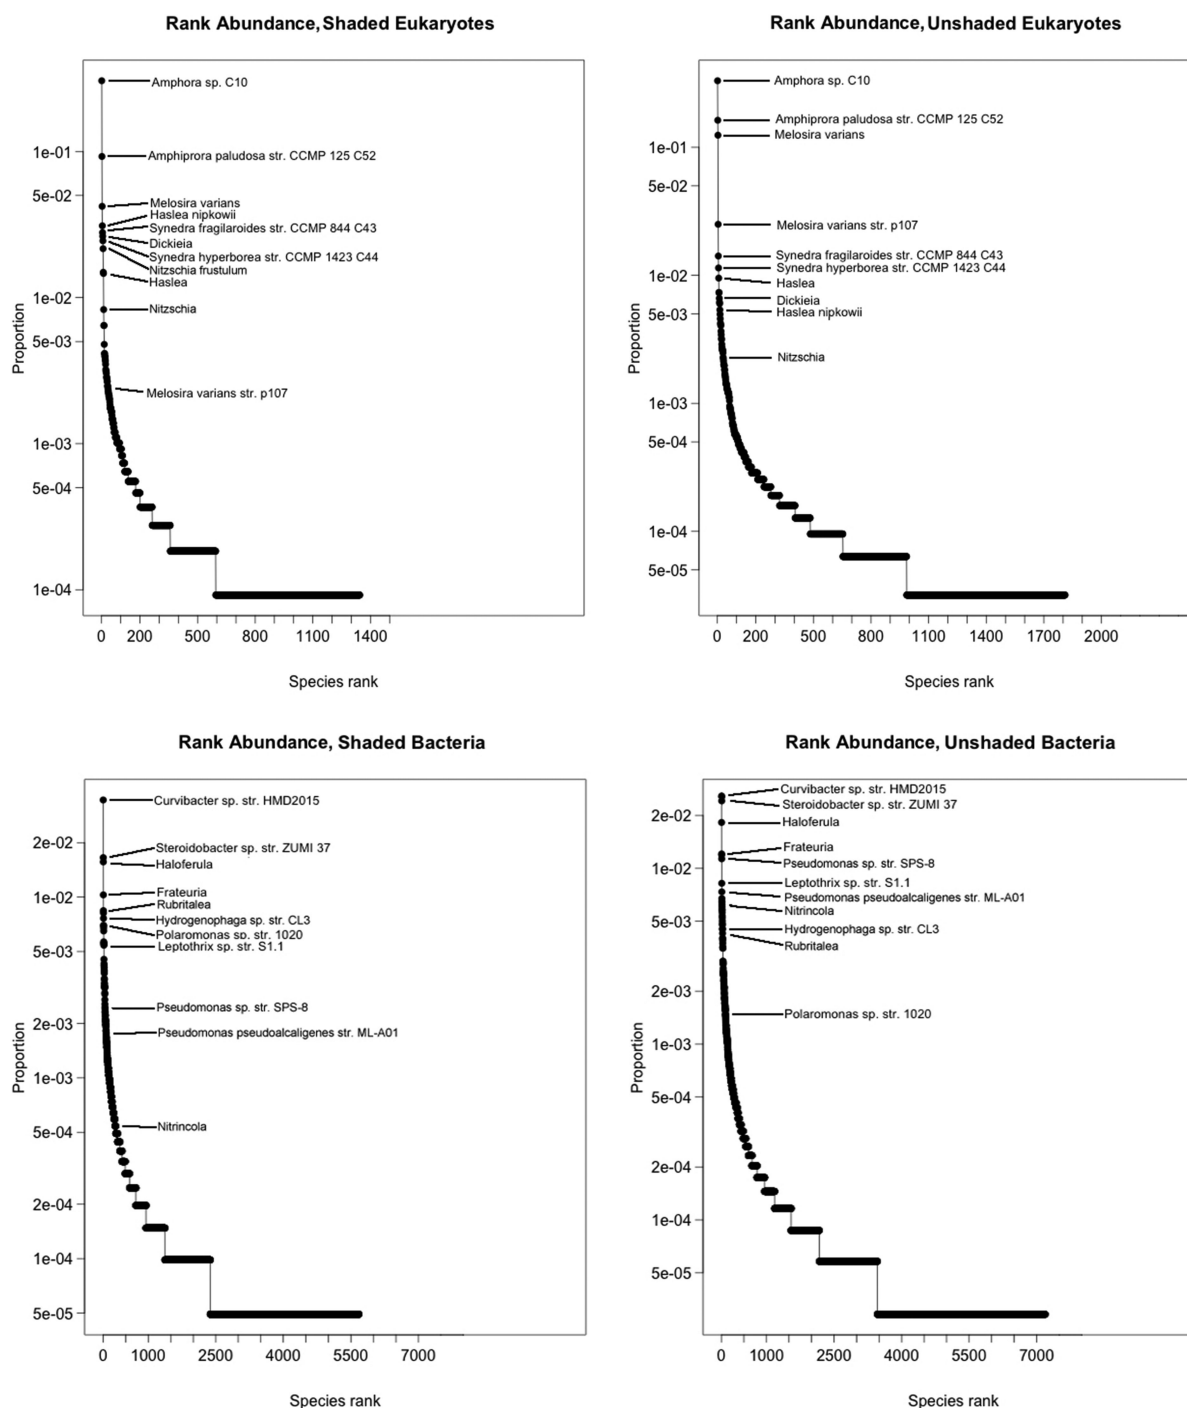 Rank Abundance, Shaded Eukaryotes
Amphora sp. C10
1e-01
Amphiprora paludosa str. CCMP 125 C52
5e-02
Melosira varians
Haslea nipkowii
Synedra fragilaroides str. CCMP 844 C43
Dickieia
Synedra hyperborea str. CCMP 1423 C44
Nitzschia frustulum
Haslea
1e-02
Nitzschia
5e-03
Proportion
Melosira varians str. p107
1e-03
5e-04
1e-04
0 200 500 800 1100 1400
Species rank
Rank Abundance, Unshaded Eukaryotes
Amphora sp. C10
Amphiprora paludosa str. CCMP 125 C52
Melosira varians
1e-01
5e-02
Melosira varians str. p107
Synedra fragilaroides str. CCMP 844 C43
Synedra hyperborea str. CCMP 1423 C44
1e-02
Haslea
Dickieia
Haslea nipkowii
5e-03
Proportion
Nitzschia
1e-03
5e-04
1e-04
5e-05
0 200 500 800 1100 1400 1700 2000
Species rank
Rank Abundance, Shaded Bacteria
Curvibacter sp. str. HMD2015
2e-02
Steroidobacter sp. str. ZUMI 37
Haloferula
Frateuria
1e-02
Rubritalea
Hydrogenophaga sp. str. CL3
Polaromonas sp. str. 1020
Leptothrix sp. str. S1.1
5e-03
Pseudomonas sp. str. SPS-8
2e-03
Pseudomonas pseudoalcaligenes str. ML-A01
Proportion
1e-03
Nitrincola
5e-04
2e-04
1e-04
5e-05
0 1000 2500 4000 5500 7000
Species rank
Rank Abundance, Unshaded Bacteria
Curvibacter sp. str. HMD2015
Steroidobacter sp. str. ZUMI 37
2e-02
Haloferula
Frateuria
Pseudomonas sp. str. SPS-8
1e-02
Leptothrix sp. str. S1.1
Pseudomonas pseudoalcaligenes str. ML-A01
Nitrincola
5e-03
Hydrogenophaga sp. str. CL3
Rubritalea
2e-03
Polaromonas sp. str. 1020
Proportion
1e-03
5e-04
2e-04
1e-04
5e-05
0 1000 2500 4000 5500 7000
Species rank